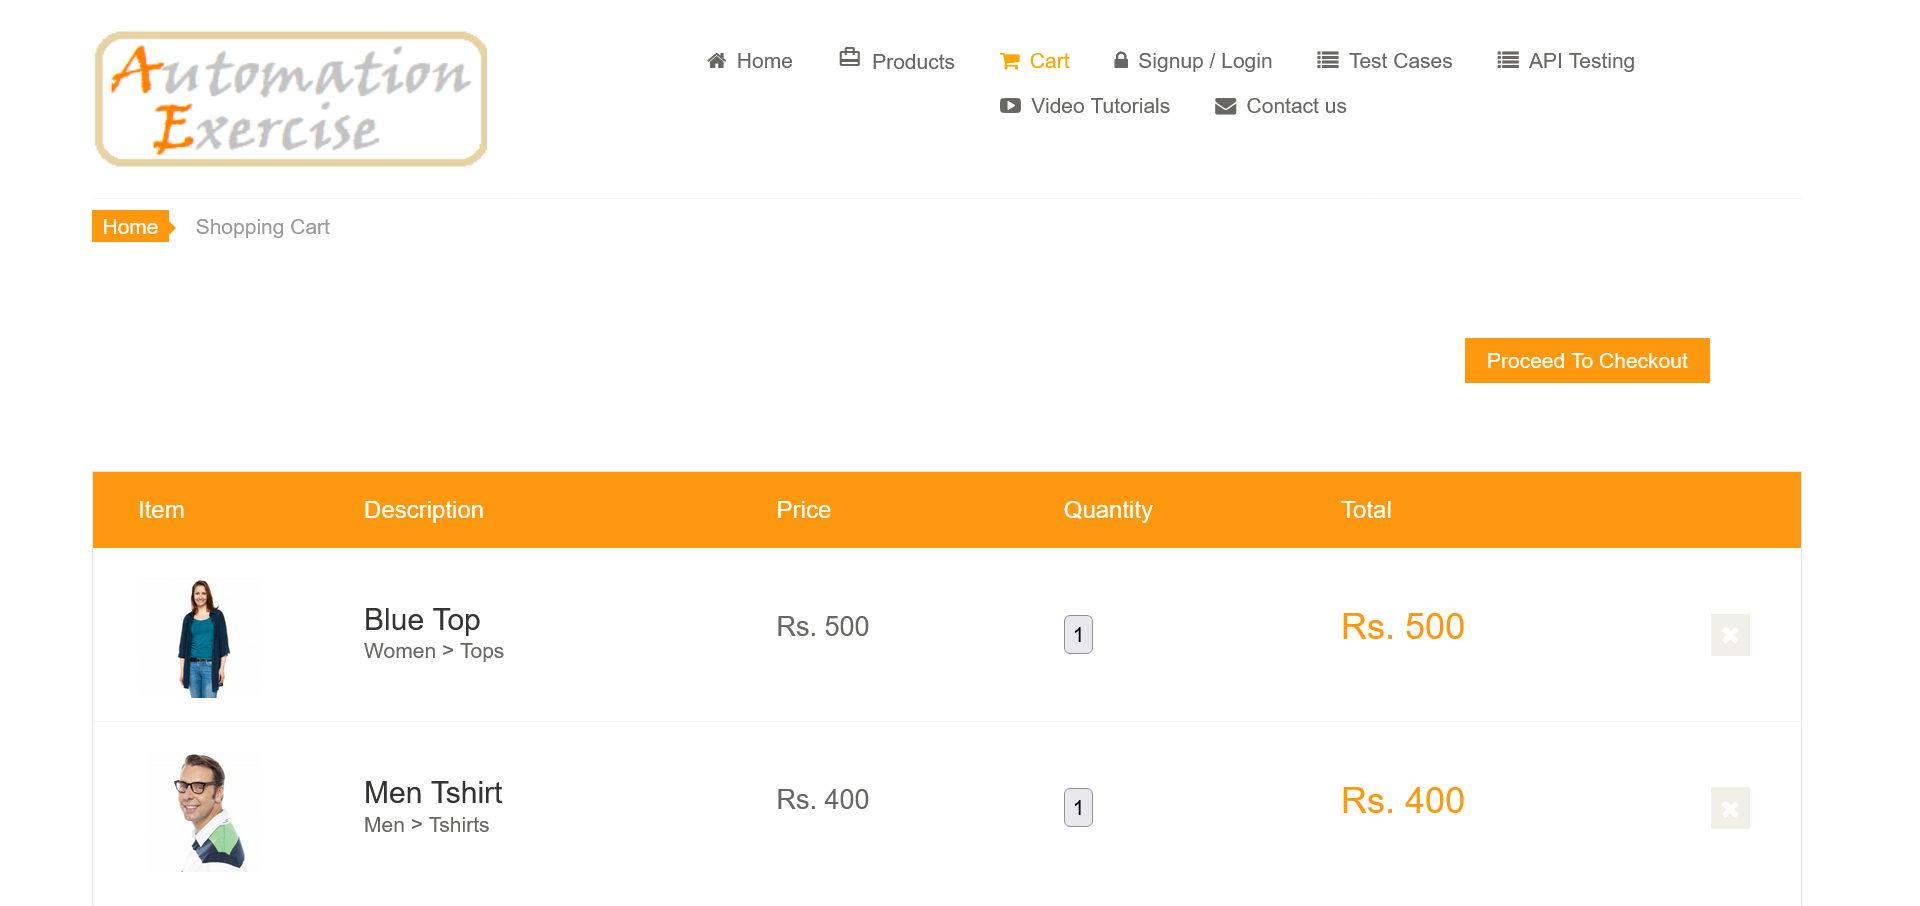 Automation
Exercise
Home Products Cart Signup / Login Test Cases API Testing
Video Tutorials Contact us
Home Shopping Cart
Proceed To Checkout
Item Description Price Quantity Total
Blue Top
Women > Tops
Rs. 500 1 Rs. 500
Men Tshirt
Men > Tshirts
Rs. 400 1 Rs. 400